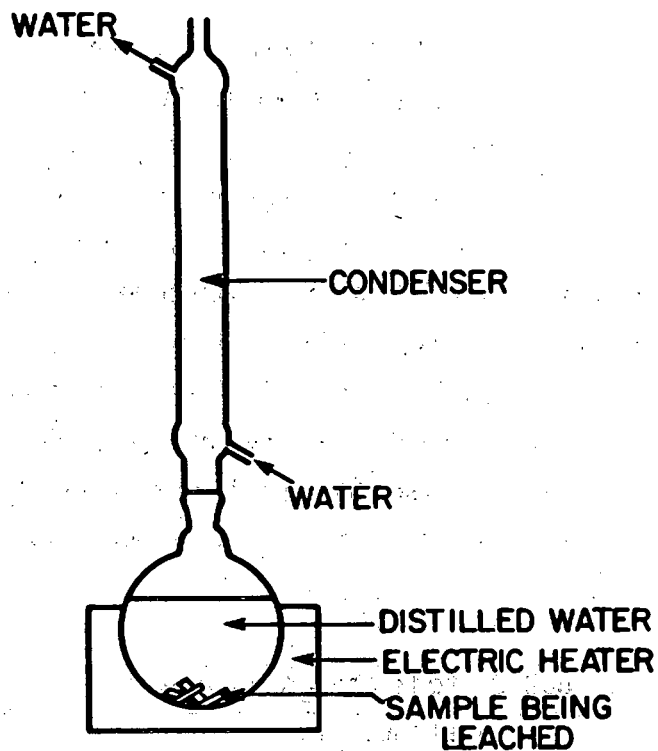 WATER
CONDENSER
WATER
DISTILLED WATER
ELECTRIC HEATER
SAMPLE BEING
LEACHED